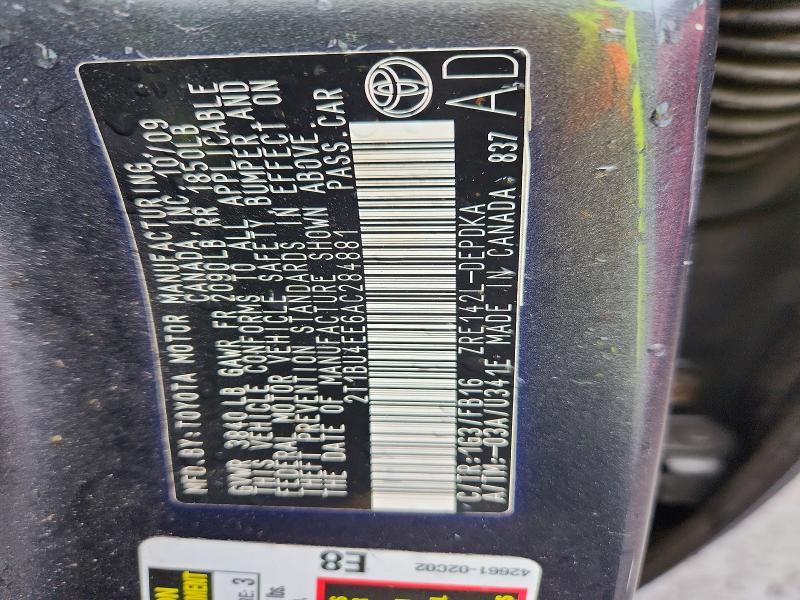 MFD. BY: TOYOTA MOTOR MANUFACTURING,
CANADA, INC 10/09
GVWR 3840LB GAWR FR 2090LB RR 1850LB
THIS VEHICLE CONFORMS TO ALL APPLICABLE
FEDERAL MOTOR VEHICLE SAFETY, BUMPER AND
THEFT PREVENTION STANDARDS IN EFFECT ON
THE DATE OF MANUFACTURE SHOWN ABOVE.
2T1BU4EE6AC284881 PASS.CAR
C/TR:1G3/FB16 ZRE142L-DEPDKA
A/TM:-03A/U341E MADE IN CANADA 837
A,D
E8
42661-02C02
3
lbs.